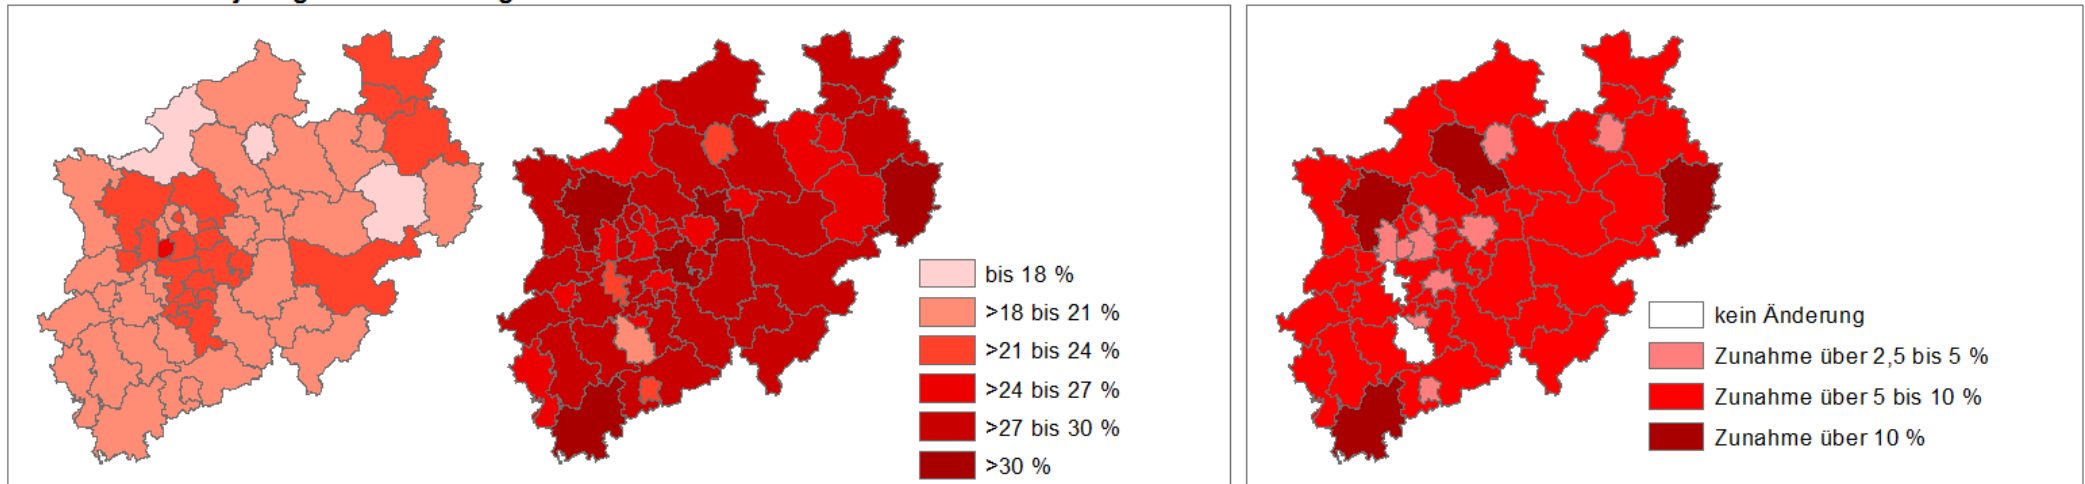 bis 18 %
>18 bis 21 %
>21 bis 24 %
>24 bis 27 %
>27 bis 30 %
>30 %
kein Änderung
Zunahme über 2,5 bis 5 %
Zunahme über 5 bis 10 %
Zunahme über 10 %